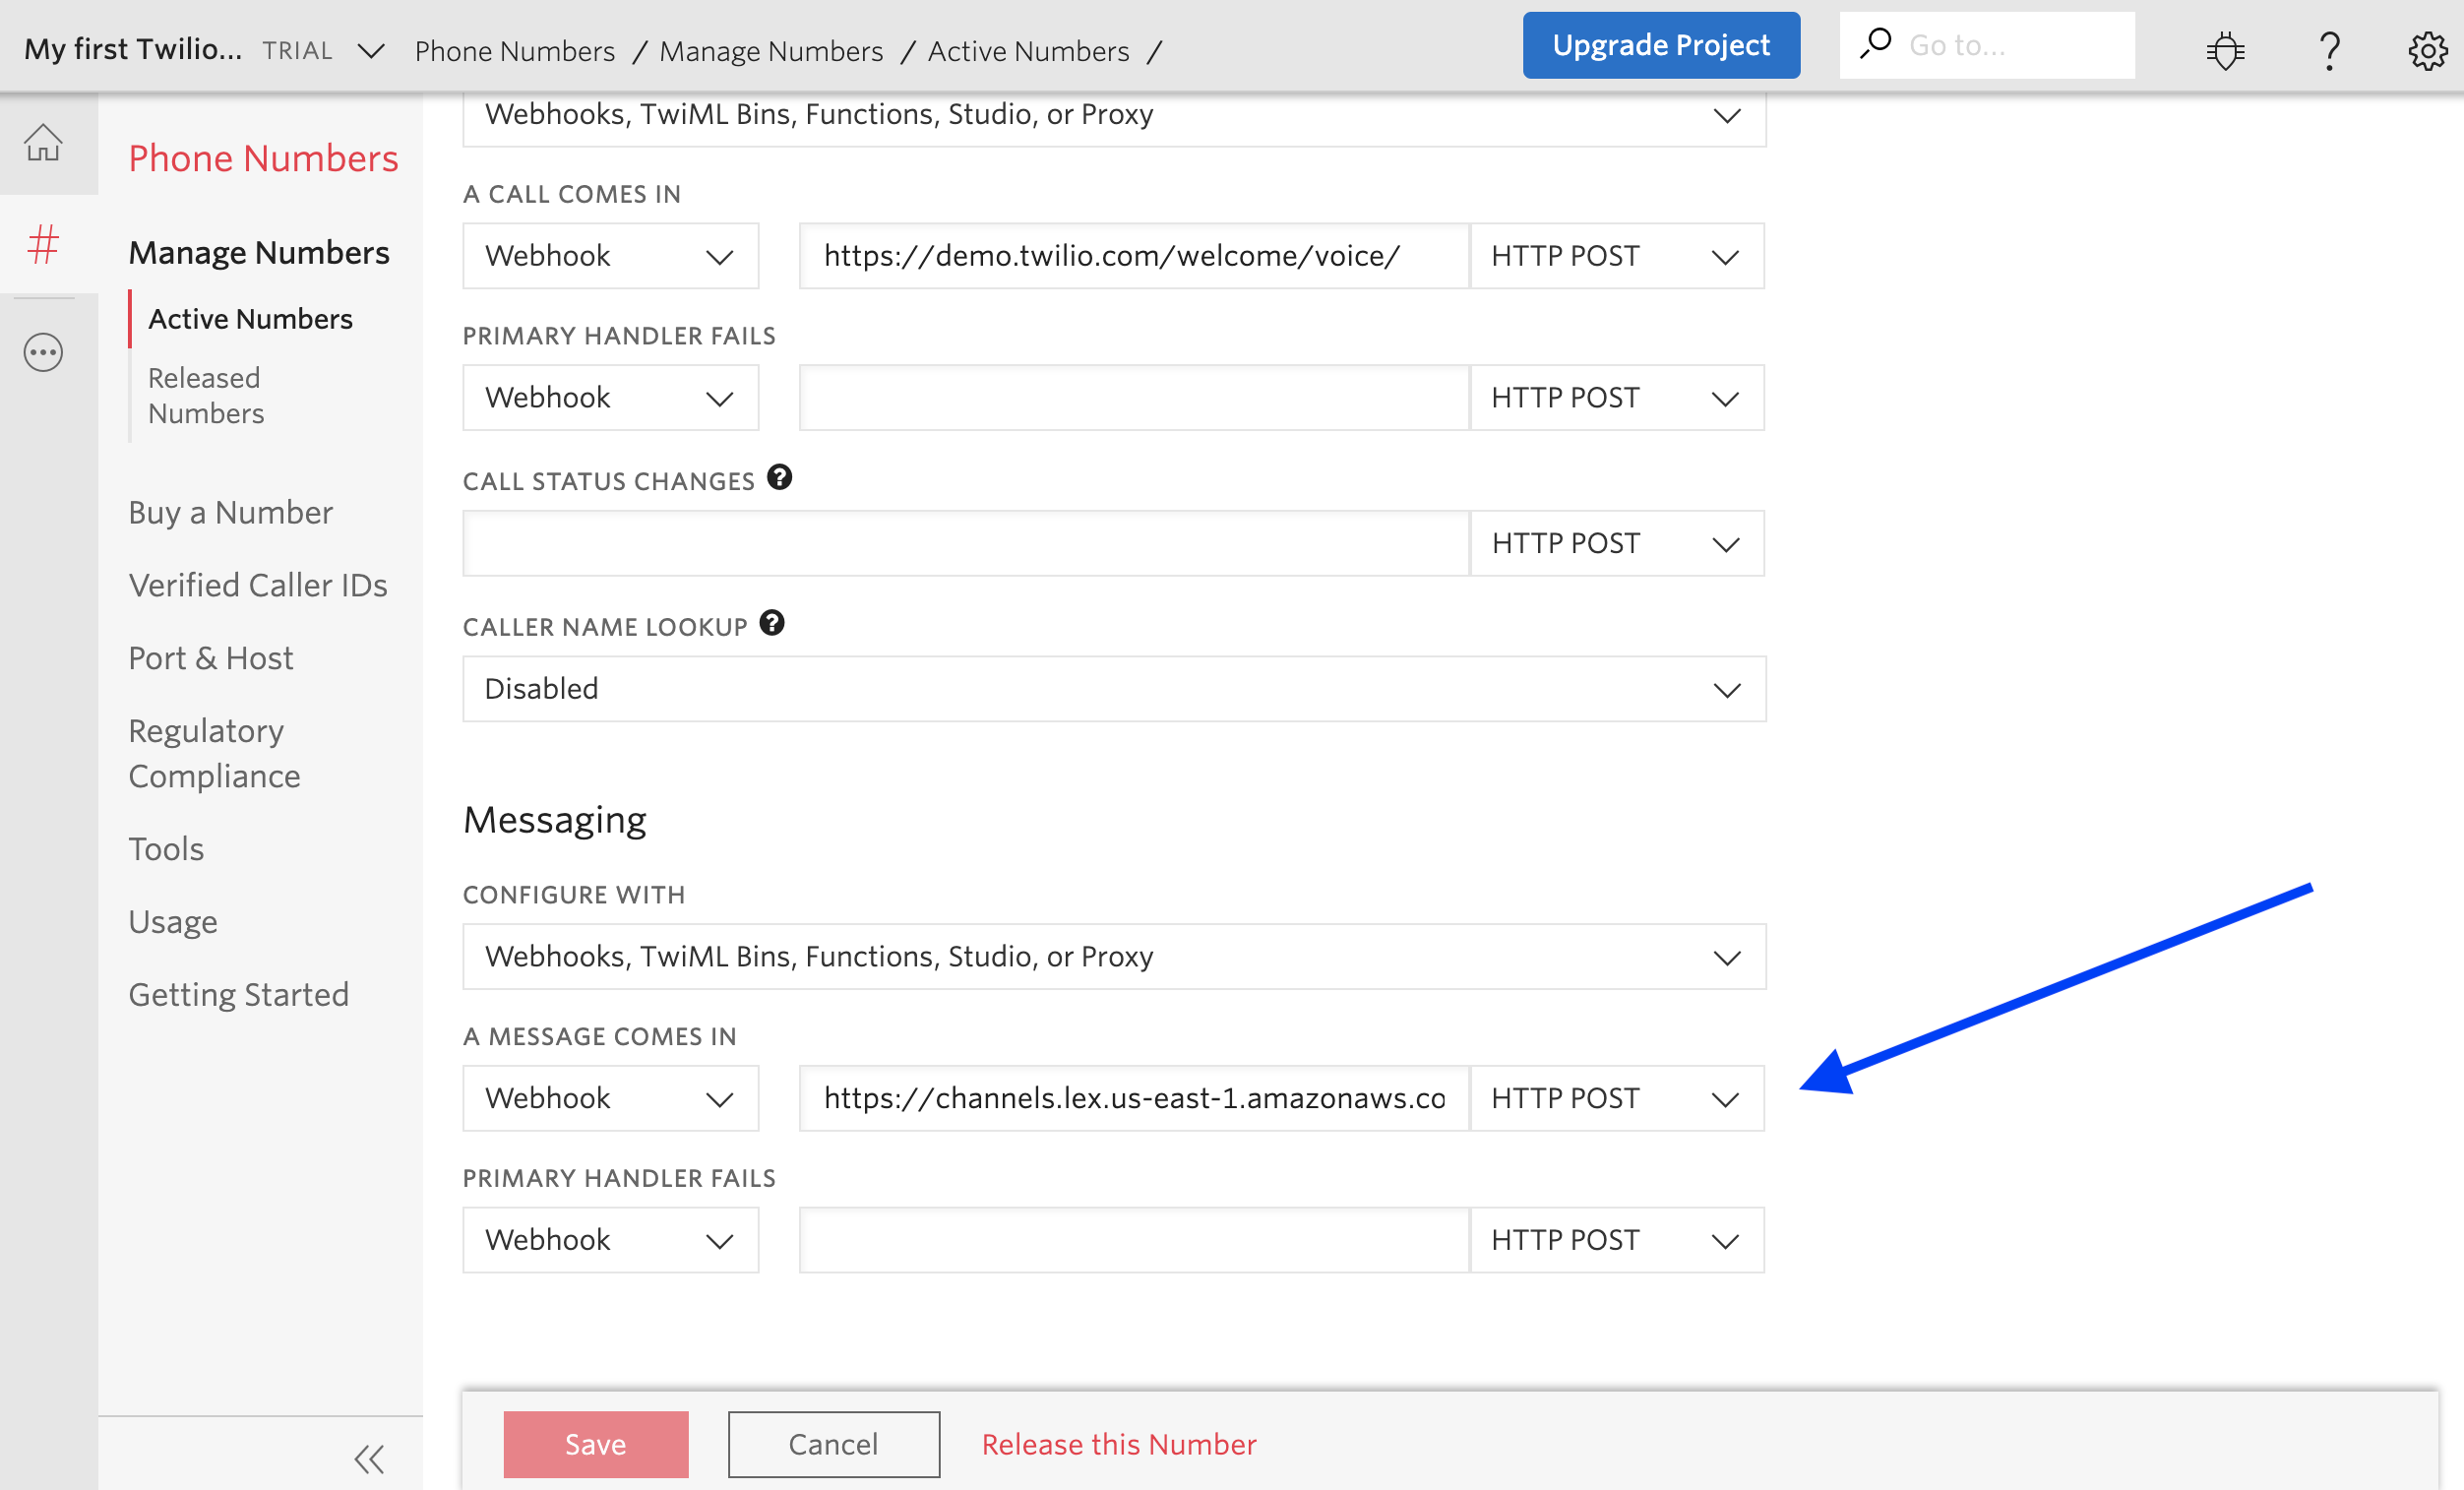 My first Twilio... TRIAL Phone Numbers / Manage Numbers / Active Numbers / Upgrade Project Go to...
Phone Numbers
Manage Numbers
Active Numbers
Released
Numbers
Buy a Number
Verified Caller IDs
Port & Host
Regulatory
Compliance
Tools
Usage
Getting Started
Webhooks, TwiML Bins, Functions, Studio, or Proxy
A CALL COMES IN
Webhook https://demo.twilio.com/welcome/voice/ HTTP POST
PRIMARY HANDLER FAILS
Webhook HTTP POST
CALL STATUS CHANGES ?
HTTP POST
CALLER NAME LOOKUP ?
Disabled
Messaging
CONFIGURE WITH
Webhooks, TwiML Bins, Functions, Studio, or Proxy
A MESSAGE COMES IN
Webhook https://channels.lex.us-east-1.amazonaws.co HTTP POST
PRIMARY HANDLER FAILS
Webhook HTTP POST
Save Cancel Release this Number